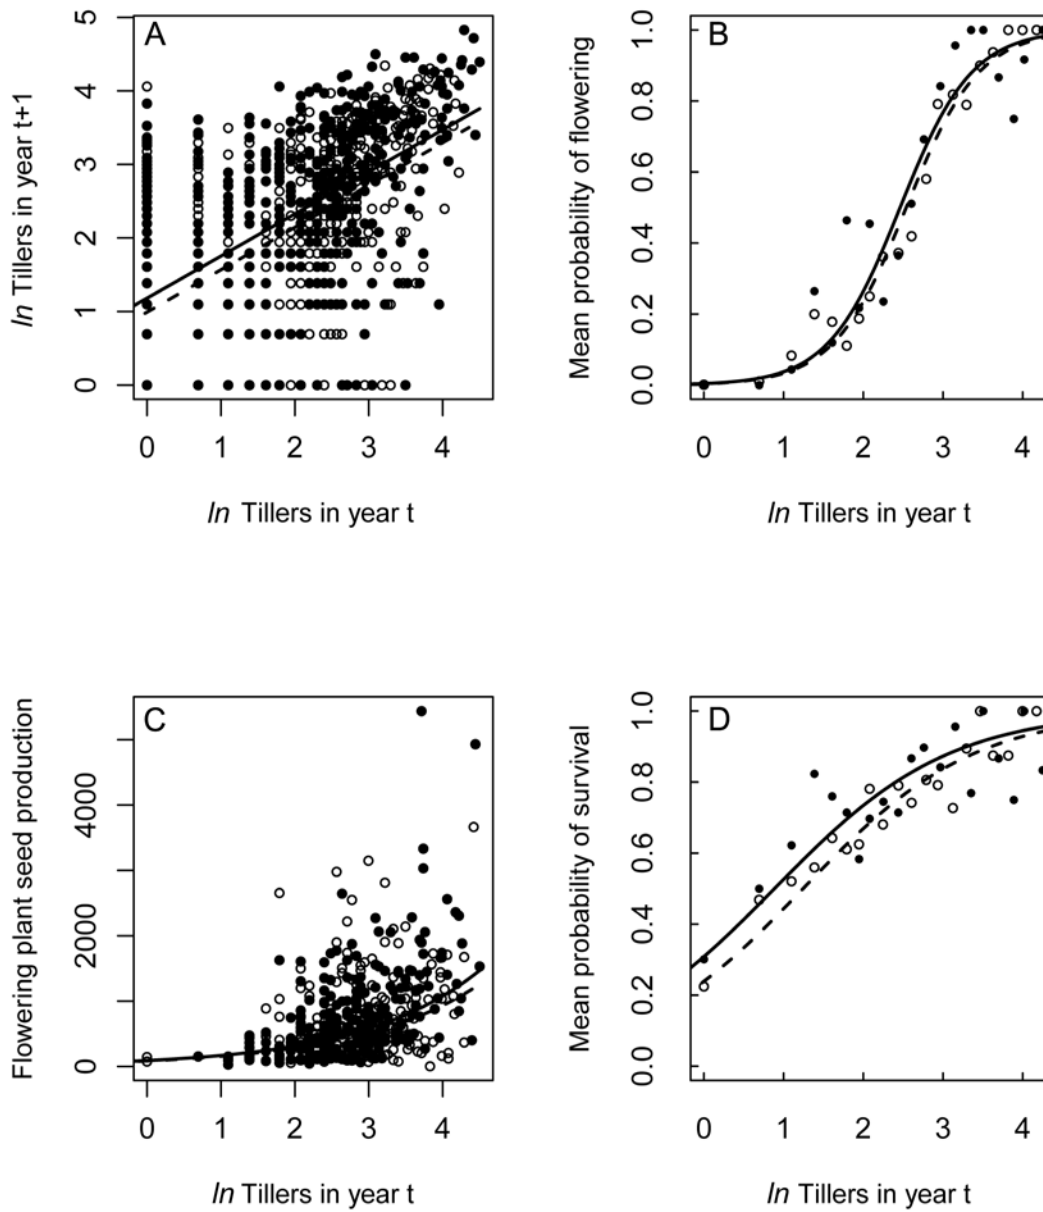 A
ln Tillers in year t+1
0 1 2 3 4 5
0 1 2 3 4
ln Tillers in year t
B
Mean probability of flowering
0.0 0.2 0.4 0.6 0.8 1.0
0 1 2 3 4
ln Tillers in year t
C
Flowering plant seed production
0 2000 4000
0 1 2 3 4
ln Tillers in year t
D
Mean probability of survival
0.0 0.2 0.4 0.6 0.8 1.0
0 1 2 3 4
ln Tillers in year t